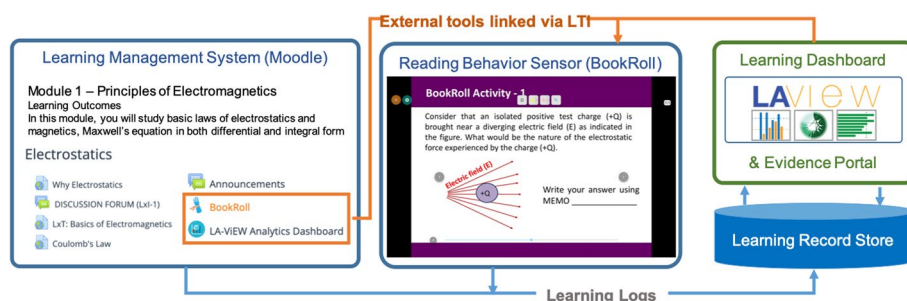 External tools linked via LTI
Learning Management System (Moodle)
Module 1 – Principles of Electromagnetics
Learning Outcomes
In this module, you will study basic laws of electrostatics and
magnetics, Maxwell's equation in both differential and integral form
Electrostatics
Why Electrostatics
DISCUSSION FORUM (LxI-1)
LxT: Basics of Electromagnetics
Coulomb's Law
Announcements
BookRoll
LA-ViEW Analytics Dashboard
Reading Behavior Sensor (BookRoll)
BookRoll Activity - 1
Consider that an isolated positive test charge (+Q) is
brought near a diverging electric field (E) as indicated in
the figure. What would be the nature of the electrostatic
force experienced by the charge (+Q).
Electric field (E)
+Q
Write your answer using
MEMO ____________
Learning Dashboard
LAVIEW
& Evidence Portal
Learning Record Store
Learning Logs